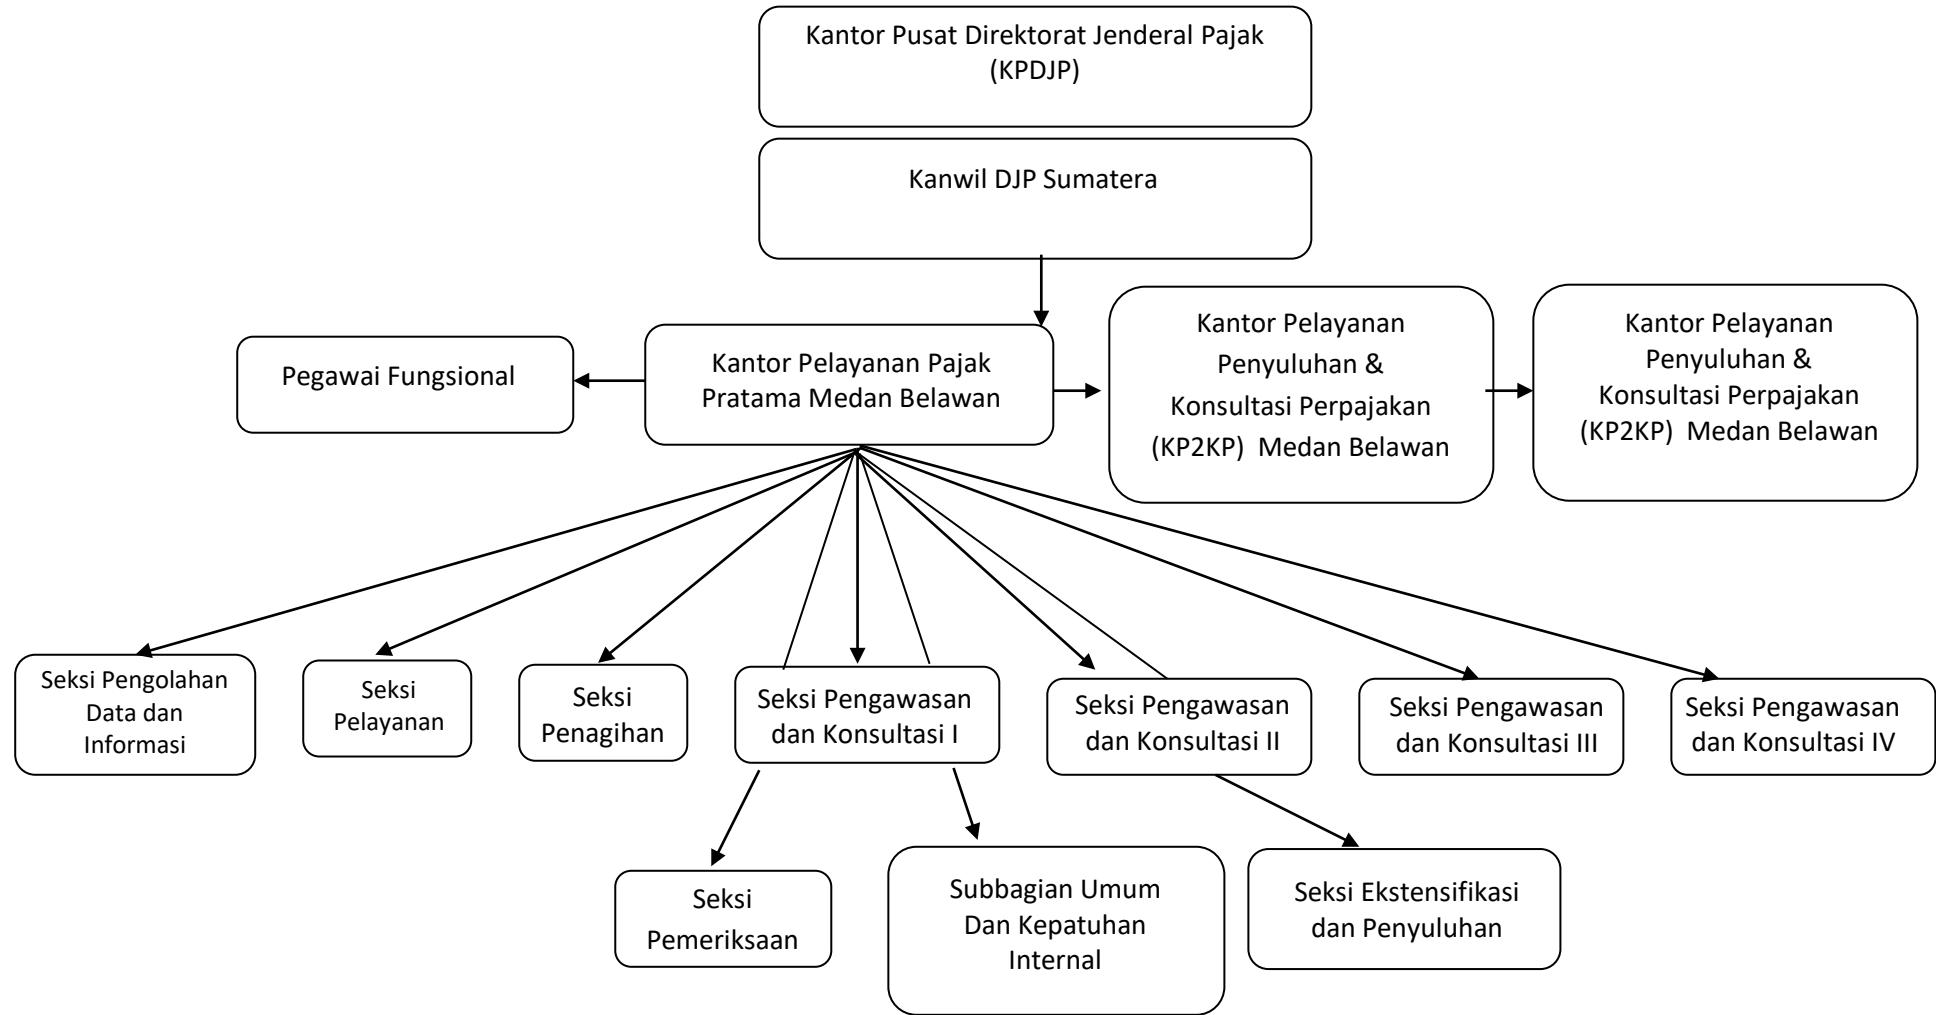 Kantor Pusat Direktorat Jenderal Pajak
(KPDJP)
Kanwil DJP Sumatera
Pegawai Fungsional
Kantor Pelayanan Pajak
Pratama Medan Belawan
Kantor Pelayanan
Penyuluhan &
Konsultasi Perpajakan
(KP2KP) Medan Belawan
Kantor Pelayanan
Penyuluhan &
Konsultasi Perpajakan
(KP2KP) Medan Belawan
Seksi Pengolahan
Data dan
Informasi
Seksi
Pelayanan
Seksi
Penagihan
Seksi Pengawasan
dan Konsultasi I
Seksi Pengawasan
dan Konsultasi II
Seksi Pengawasan
dan Konsultasi III
Seksi Pengawasan
dan Konsultasi IV
Seksi
Pemeriksaan
Subbagian Umum
Dan Kepatuhan
Internal
Seksi Ekstensifikasi
dan Penyuluhan